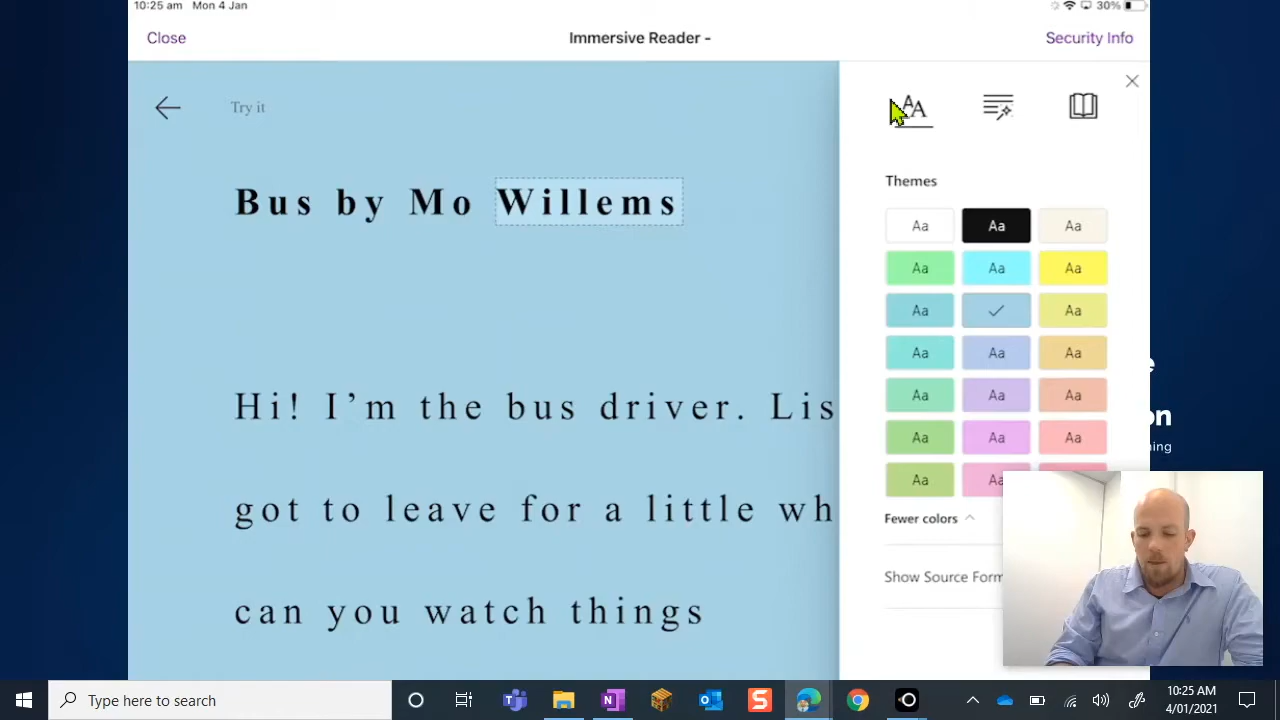 10:25 am Mon 4 Jan
30%
Close
Immersive Reader -
Security Info
Try it
AA
Bus by Mo Willems
Hi! I’m the bus driver. Lis
got to leave for a little wh
can you watch things
Themes
Aa Aa Aa
Aa Aa Aa
Aa Aa
Aa Aa Aa
Aa Aa Aa
Aa Aa Aa
Aa Aa
Fewer colors
Show Source Form
e
on
ning
Type here to search
10:25 AM
4/01/2021